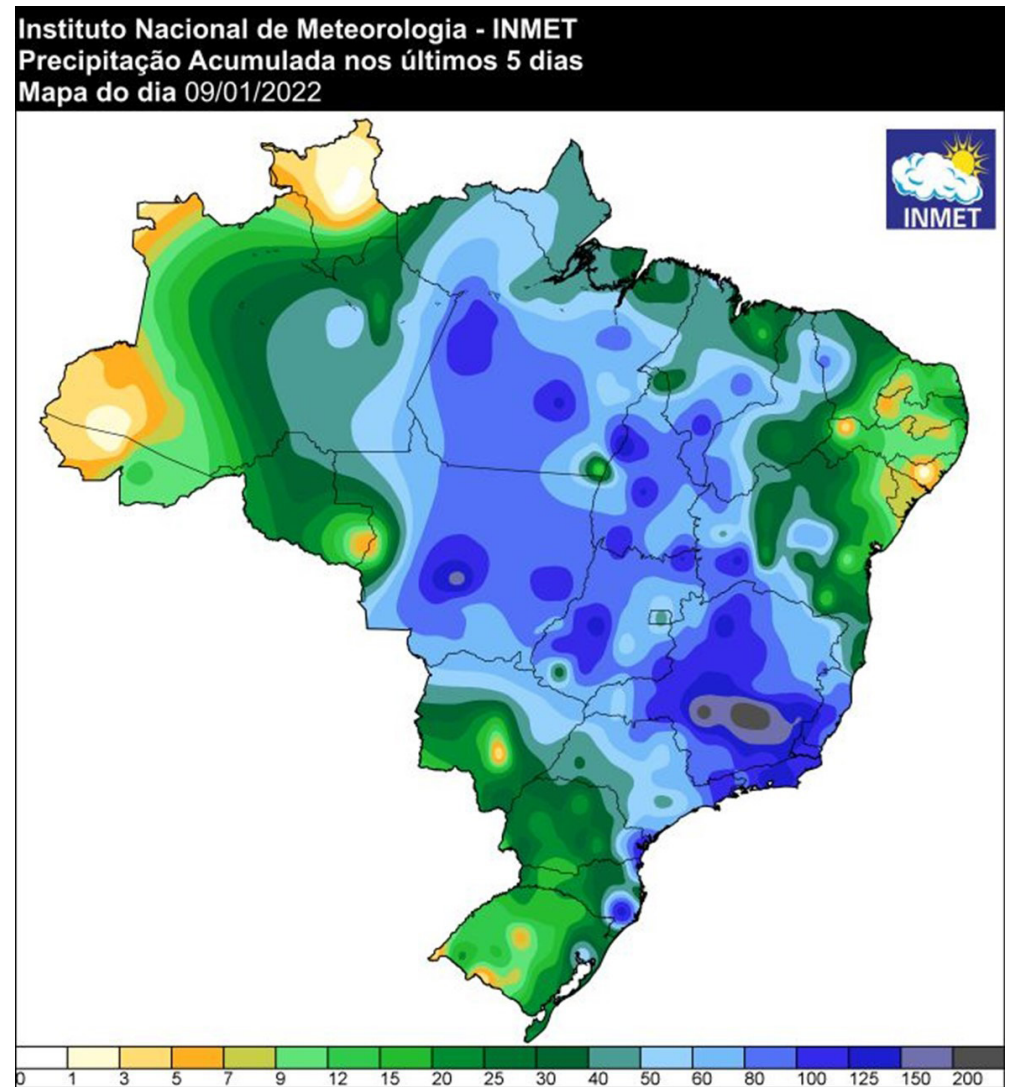 Instituto Nacional de Meteorologia - INMET
Precipitação Acumulada nos últimos 5 dias
Mapa do dia 09/01/2022
INMET
0 1 3 5 7 9 12 15 20 25 30 40 50 60 80 100 125 150 200